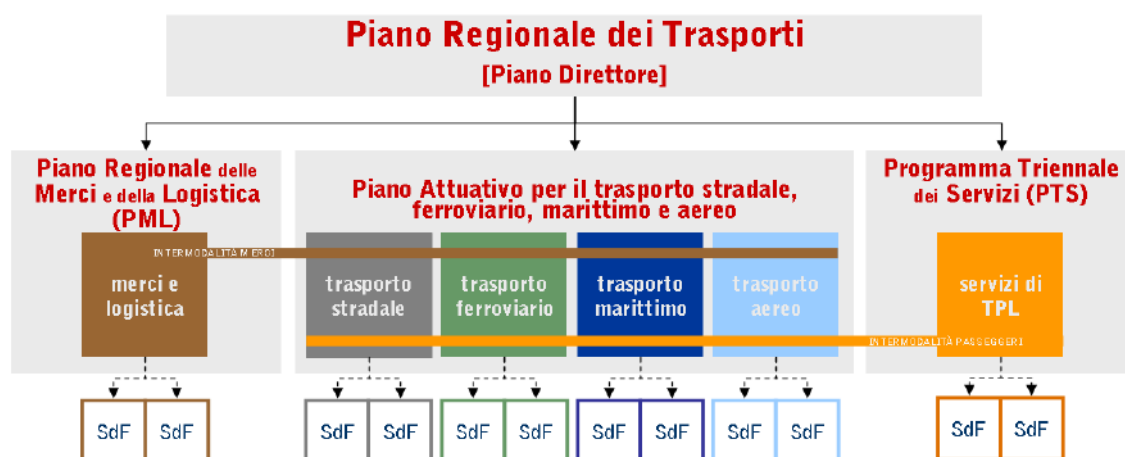 Piano Regionale dei Trasporti
[Piano Direttore]
Piano Regionale delle
Merci e della Logistica
(PML)
Piano Attuativo per il trasporto stradale,
ferroviario, marittimo e aereo
Programma Triennale
dei Servizi (PTS)
INTERMODALITÀ MERCI
merci e
logistica
trasporto
stradale
trasporto
ferroviario
trasporto
marittimo
trasporto
aereo
servizi di
TPL
INTERMODALITÀ PASSEGGERI
SdF SdF SdF SdF SdF SdF SdF SdF SdF SdF SdF SdF